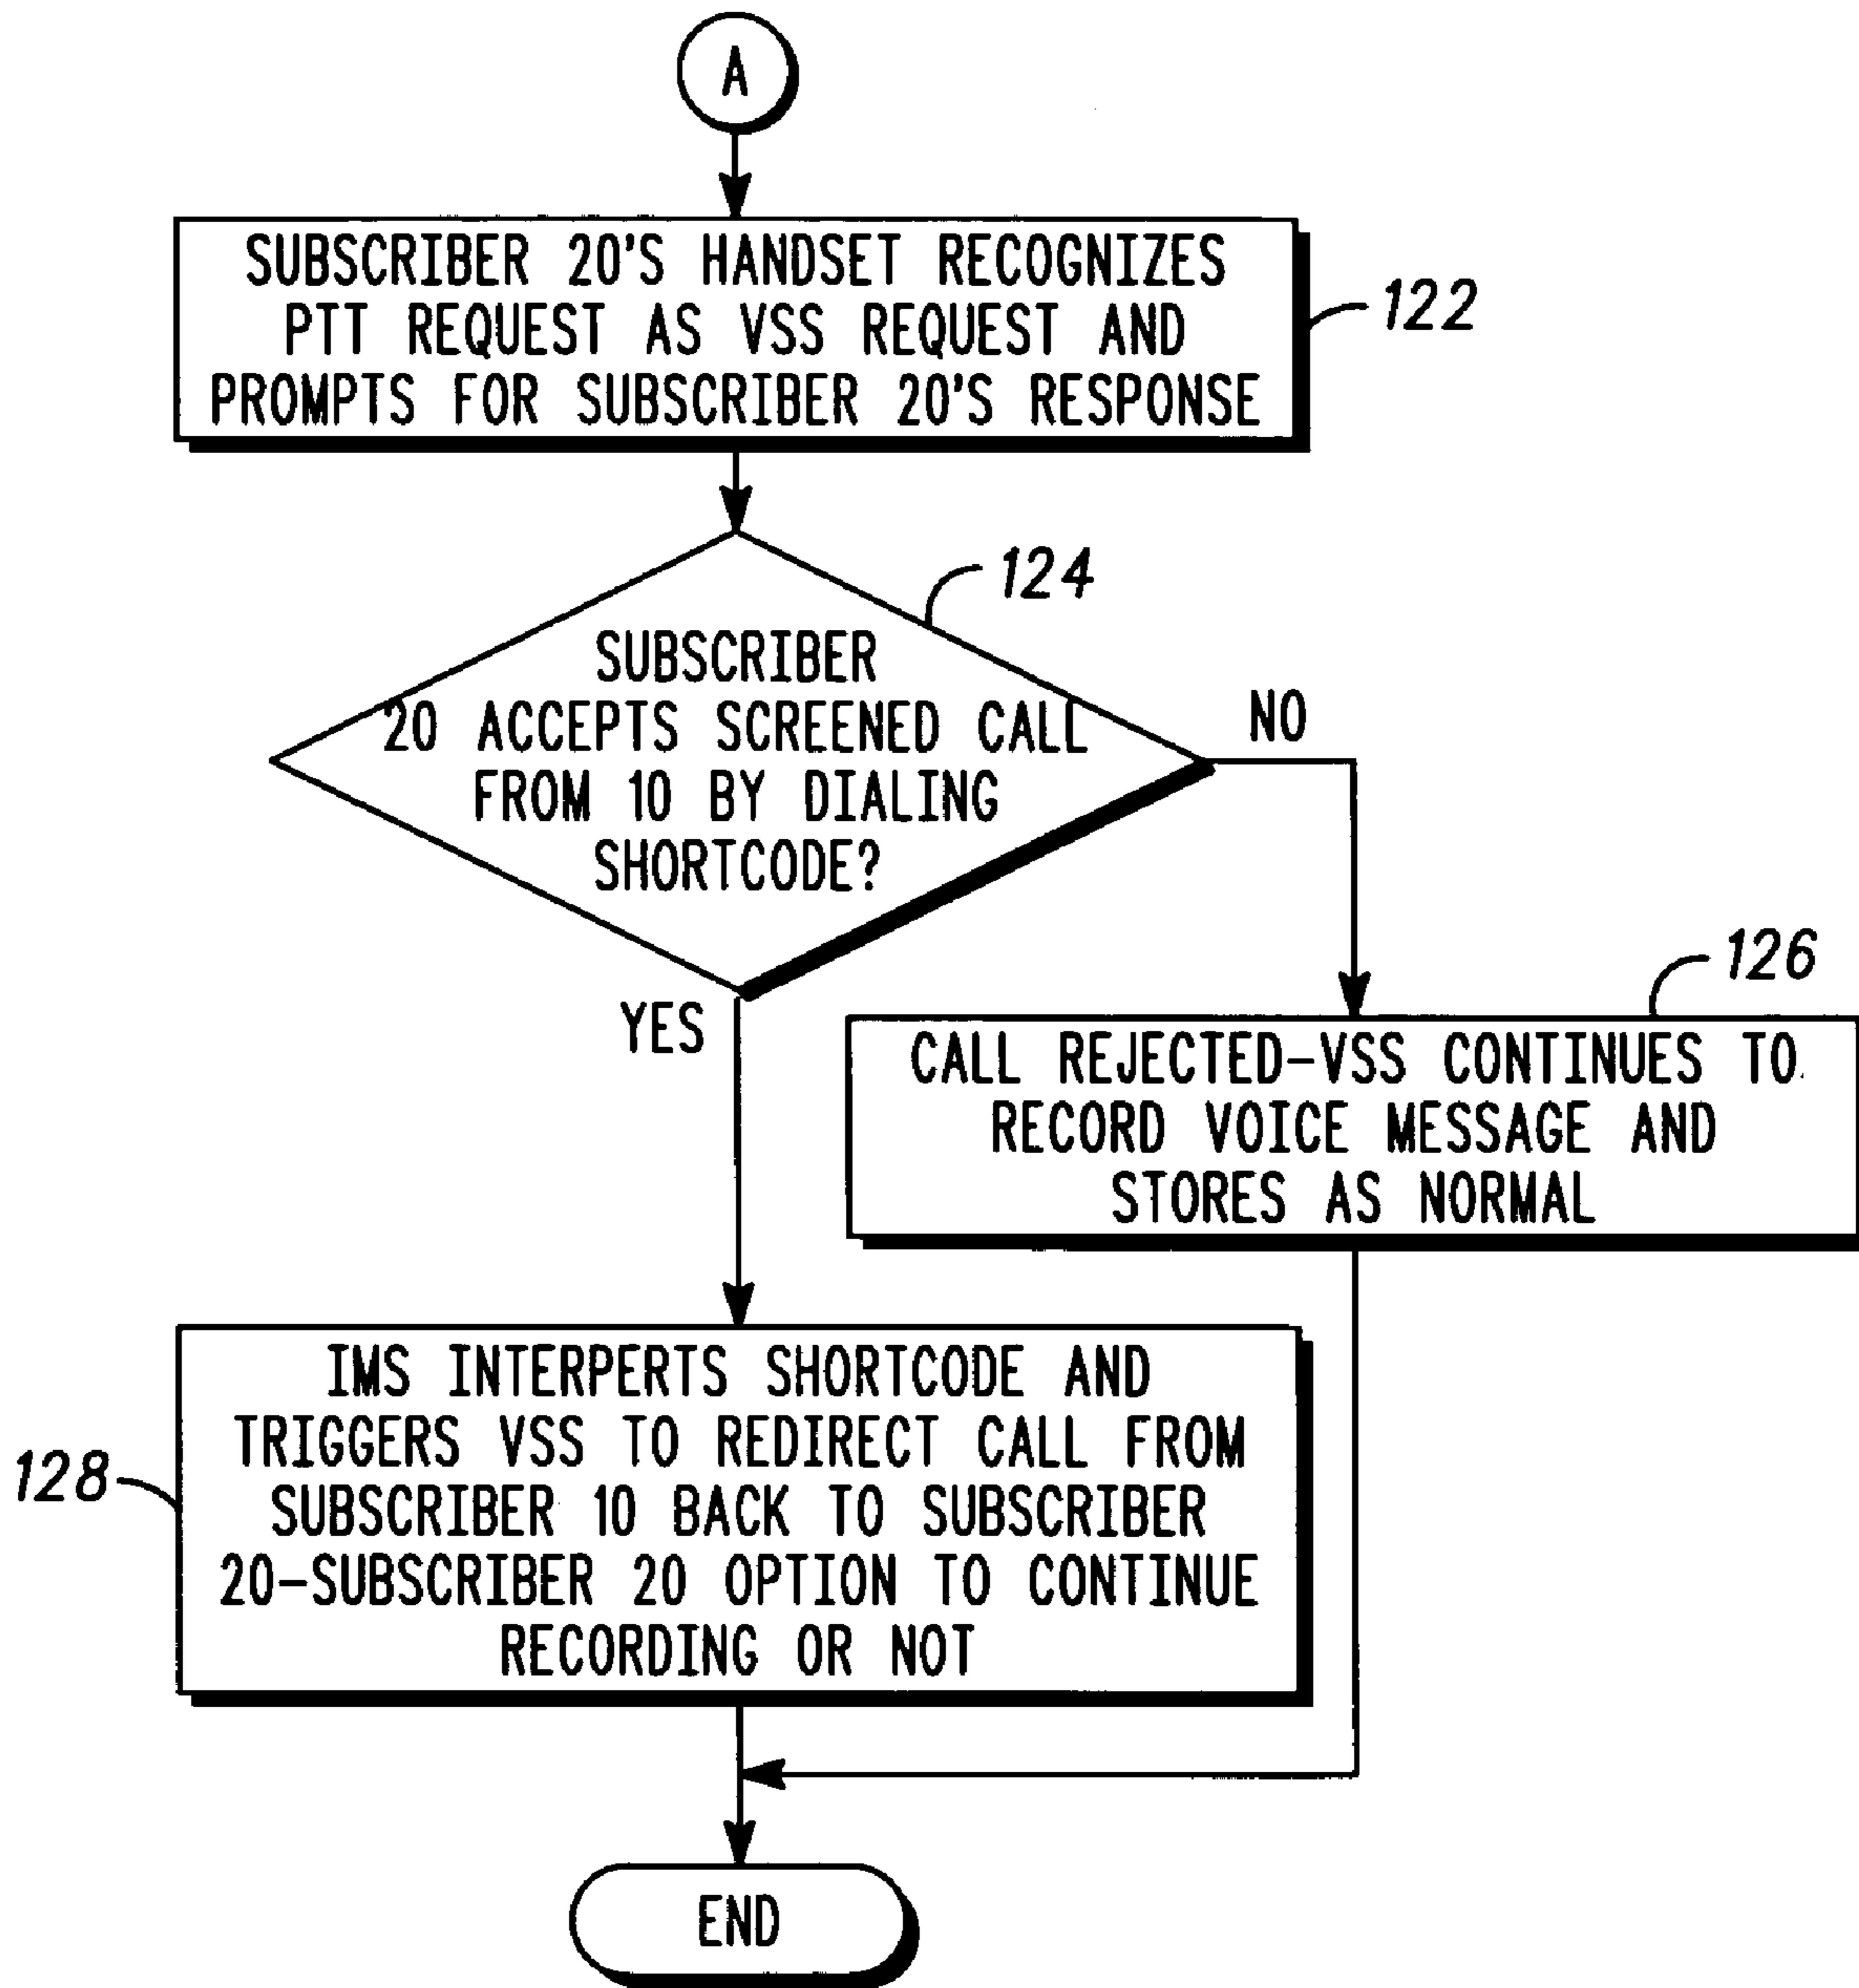 A
SUBSCRIBER 20'S HANDSET RECOGNIZES
PTT REQUEST AS VSS REQUEST AND
PROMPTS FOR SUBSCRIBER 20'S RESPONSE
122
124
SUBSCRIBER
20 ACCEPTS SCREENED CALL
FROM 10 BY DIALING
SHORTCODE?
NO
YES
126
CALL REJECTED-VSS CONTINUES TO
RECORD VOICE MESSAGE AND
STORES AS NORMAL
128
IMS INTERPERTS SHORTCODE AND
TRIGGERS VSS TO REDIRECT CALL FROM
SUBSCRIBER 10 BACK TO SUBSCRIBER
20-SUBSCRIBER 20 OPTION TO CONTINUE
RECORDING OR NOT
END